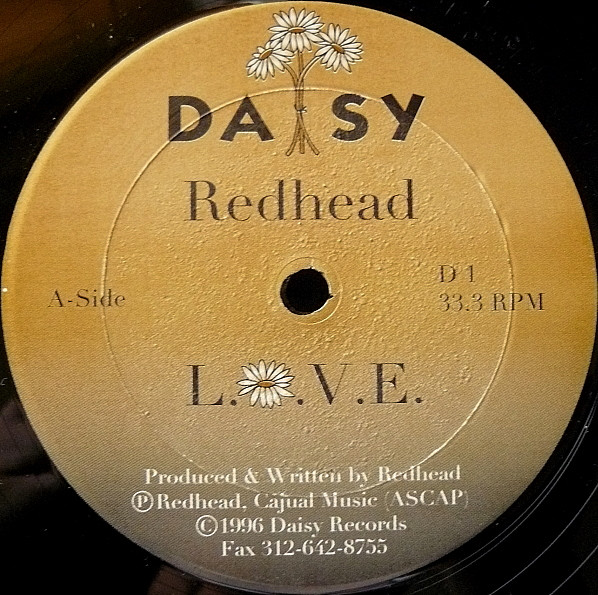 DAISY
Redhead
A-Side
D 1
33.3 RPM
L.O.V.E.
Produced & Written by Redhead
℗Redhead, Cajual Music (ASCAP)
©1996 Daisy Records
Fax 312-642-8755